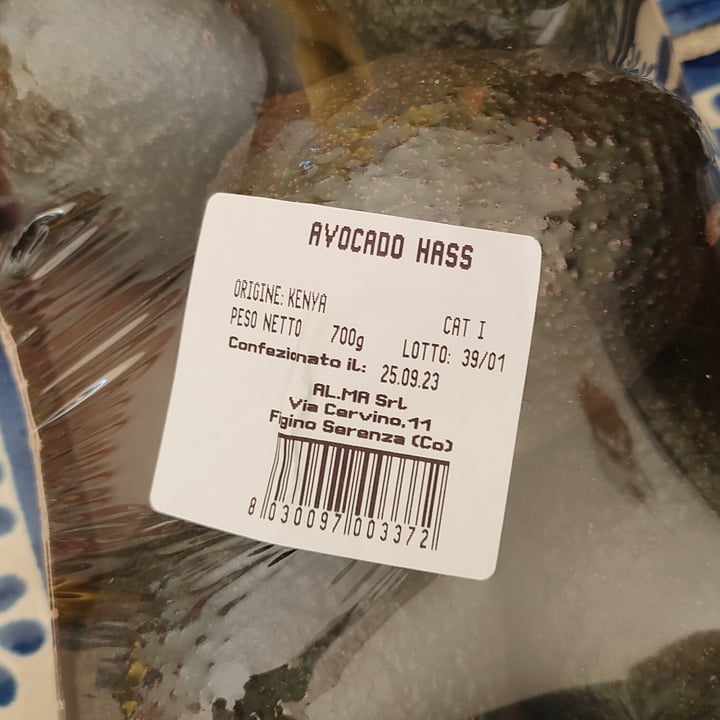 AVOCADO HASS
ORIGINE: KENYA
CAT I
PESO NETTO 700g LOTTO: 39/01
Confezionato il: 25.09.23
AL.MA Srl
Via Cervino,11
Figino Serenza (Co)
8 030097 003372